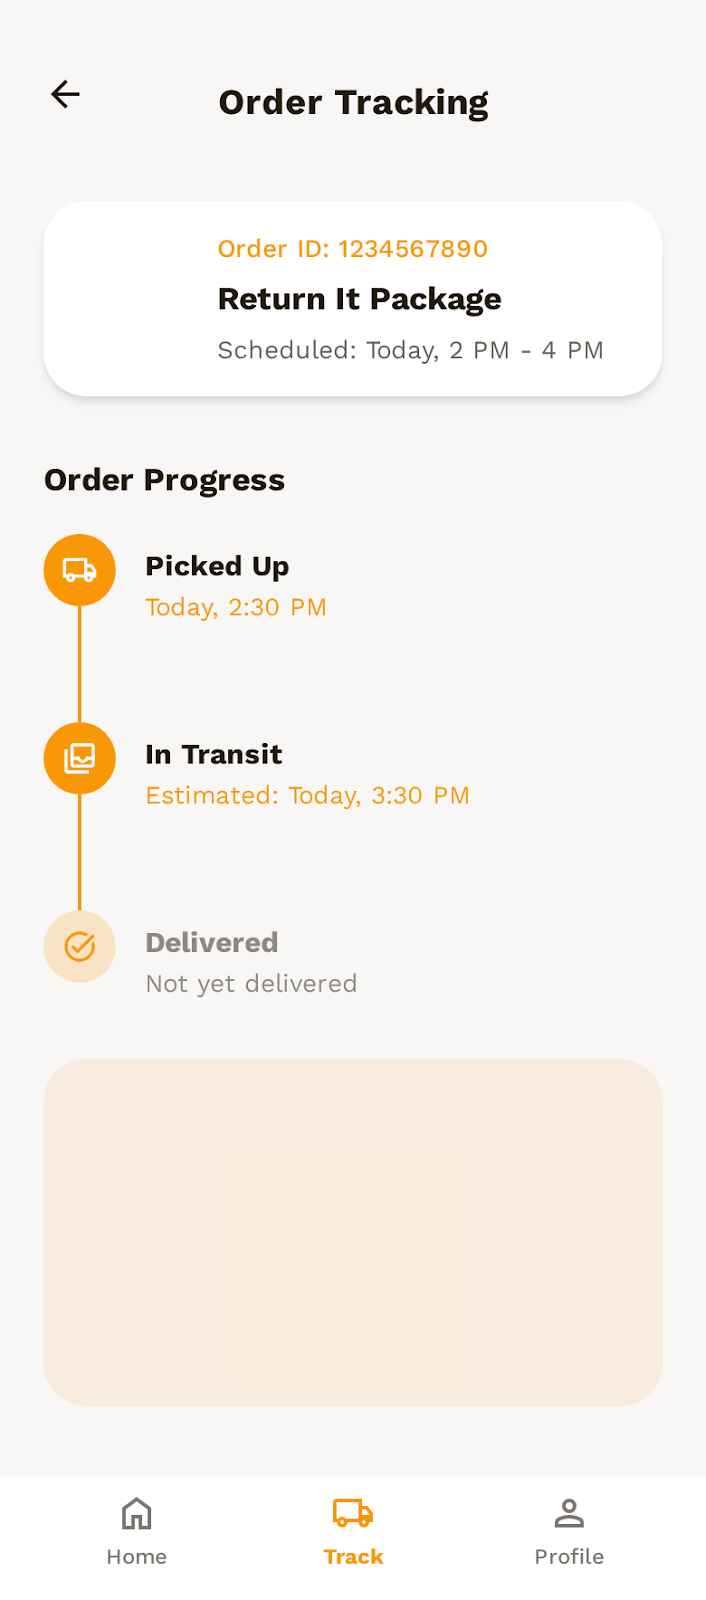 Order Tracking
Order ID: 1234567890
Return It Package
Scheduled: Today, 2 PM - 4 PM
Order Progress
Picked Up
Today, 2:30 PM
In Transit
Estimated: Today, 3:30 PM
Delivered
Not yet delivered
Home
Track
Profile